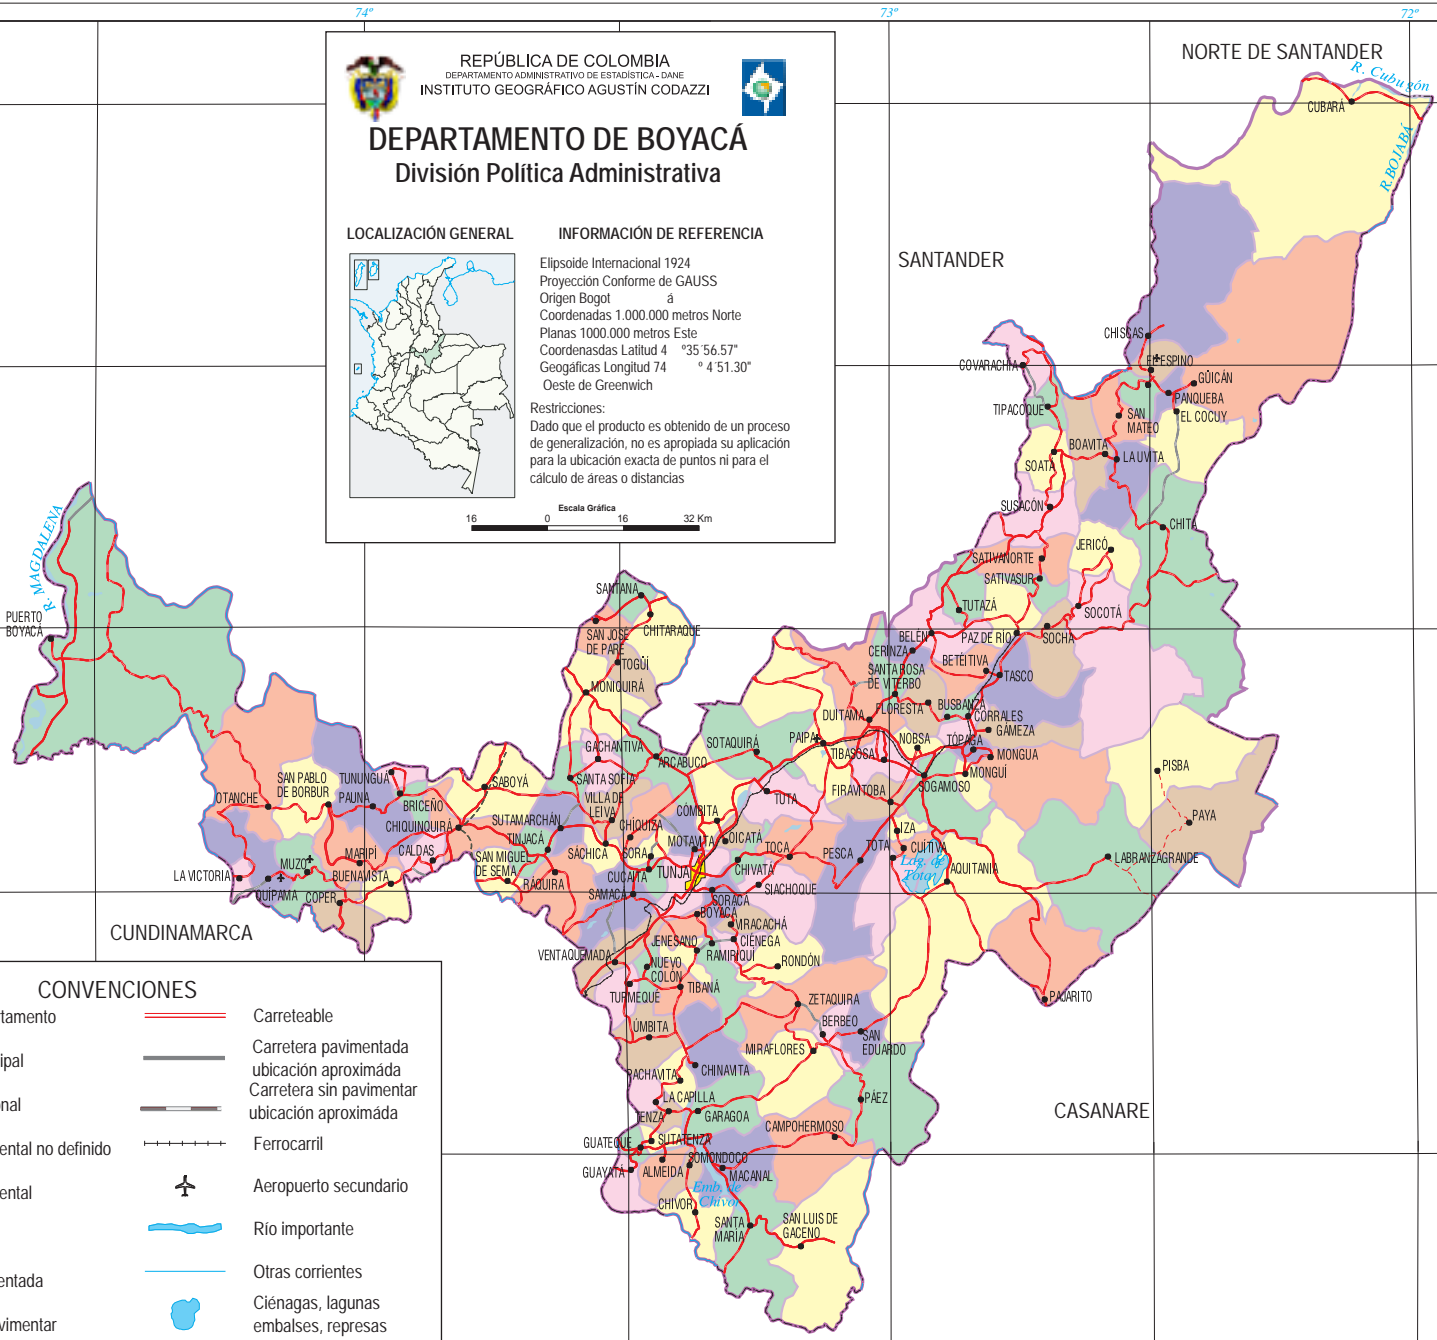 74º
73º
72º
REPÚBLICA DE COLOMBIA
DEPARTAMENTO ADMINISTRATIVO DE ESTADÍSTICA - DANE
INSTITUTO GEOGRÁFICO AGUSTÍN CODAZZI
DEPARTAMENTO DE BOYACÁ
División Política Administrativa
LOCALIZACIÓN GENERAL
INFORMACIÓN DE REFERENCIA
Elipsoide Internacional 1924
Proyección Conforme de GAUSS
Origen Bogot á
Coordenadas 1.000.000 metros Norte
Planas 1000.000 metros Este
Coordenasdas Latitud 4 º35´56.57"
Geogáficas Longitud 74 º 4´51.30"
Oeste de Greenwich
Restricciones:
Dado que el producto es obtenido de un proceso
de generalización, no es apropiada su aplicación
para la ubicación exacta de puntos ni para el
cálculo de áreas o distancias
Escala Gráfica
16 0 16 32 Km
NORTE DE SANTANDER
R. Cubugón
CUBARÁ
R.BOJABÁ
SANTANDER
CHISCAS
EL ESPINO
COVARACHÍA
GÜICÁN
PANQUEBA
TIPACOQUE
SAN
MATEO
EL COCUY
BOAVITA
LA UVITA
SOATÁ
SUSACÓN
CHITA
JERICÓ
SATIVANORTE
SATIVASUR
TUTAZÁ
SOCOTÁ
BELÉN
PAZ DE RÍO
SOCHA
CERINZA
BETÉITIVA
TASCO
SANTA ROSA
DE VITERBO
FLORESTA
BUSBANZÁ
CORRALES
DUITAMA
GÁMEZA
PAIPA
NOBSA
TÓPAGA
MONGUA
TIBASOSA
MONGUÍ
SOGAMOSO
FIRAVITOBA
PISBA
PAYA
R. MAGDALENA
PUERTO
BOYACÁ
SANTANA
SAN JOSÉ
DE PARE
CHITARAQUE
TOGÜÍ
MONIQUIRÁ
GACHANTIVA
SOTAQUIRÁ
ARCABUCO
SANTA SOFÍA
SAN PABLO
DE BORBUR
TUNUNGUÁ
SABOYÁ
OTANCHE
PAUNA
BRICEÑO
VILLA DE
LEIVA
TUTA
CHIQUINQUIRÁ
SUTAMARCHÁN
CHÍQUIZA
CÓMBITA
OICATÁ
TINJACÁ
MOTAVITA
IZA
CUÍTIVA
SÁCHICA
SORA
TOCA
PESCA
TOTA
Lag. de
Tota
AQUITANIA
LABRANZAGRANDE
MUZO
MARIPÍ
CALDAS
SAN MIGUEL
DE SEMA
LA VICTORIA
BUENAVISTA
RÁQUIRA
CUCAITA
TUNJA
CHIVATÁ
SIACHOQUE
QUÍPAMA
COPER
SAMACÁ
SORACÁ
BOYACÁ
VIRACACHÁ
CUNDINAMARCA
JENESANO
CIÉNEGA
RAMIRIQUÍ
VENTAQUEMADA
NUEVO
COLÓN
RONDÓN
TURMEQUÉ
TIBANÁ
ZETAQUIRA
PAJARITO
ÚMBITA
BERBEO
SAN
EDUARDO
MIRAFLORES
CHINAVITA
PACHAVITA
LA CAPILLA
PÁEZ
CASANARE
TENZA
GARAGOA
CAMPOHERMOSO
GUATEQUE
SUTATENZA
GUAYATÁ
ALMEIDA
SOMONDOCO
MACANAL
Emb. de
Chivor
CHIVOR
SANTA
MARÍA
SAN LUIS DE
GACENO
CONVENCIONES
tamento
Carreteable
ipal
Carretera pavimentada
ubicación aproximáda
onal
Carretera sin pavimentar
ubicación aproximáda
ental no definido
Ferrocarril
ental
Aeropuerto secundario
Río importante
entada
Otras corrientes
vimentar
Ciénagas, lagunas
embalses, represas